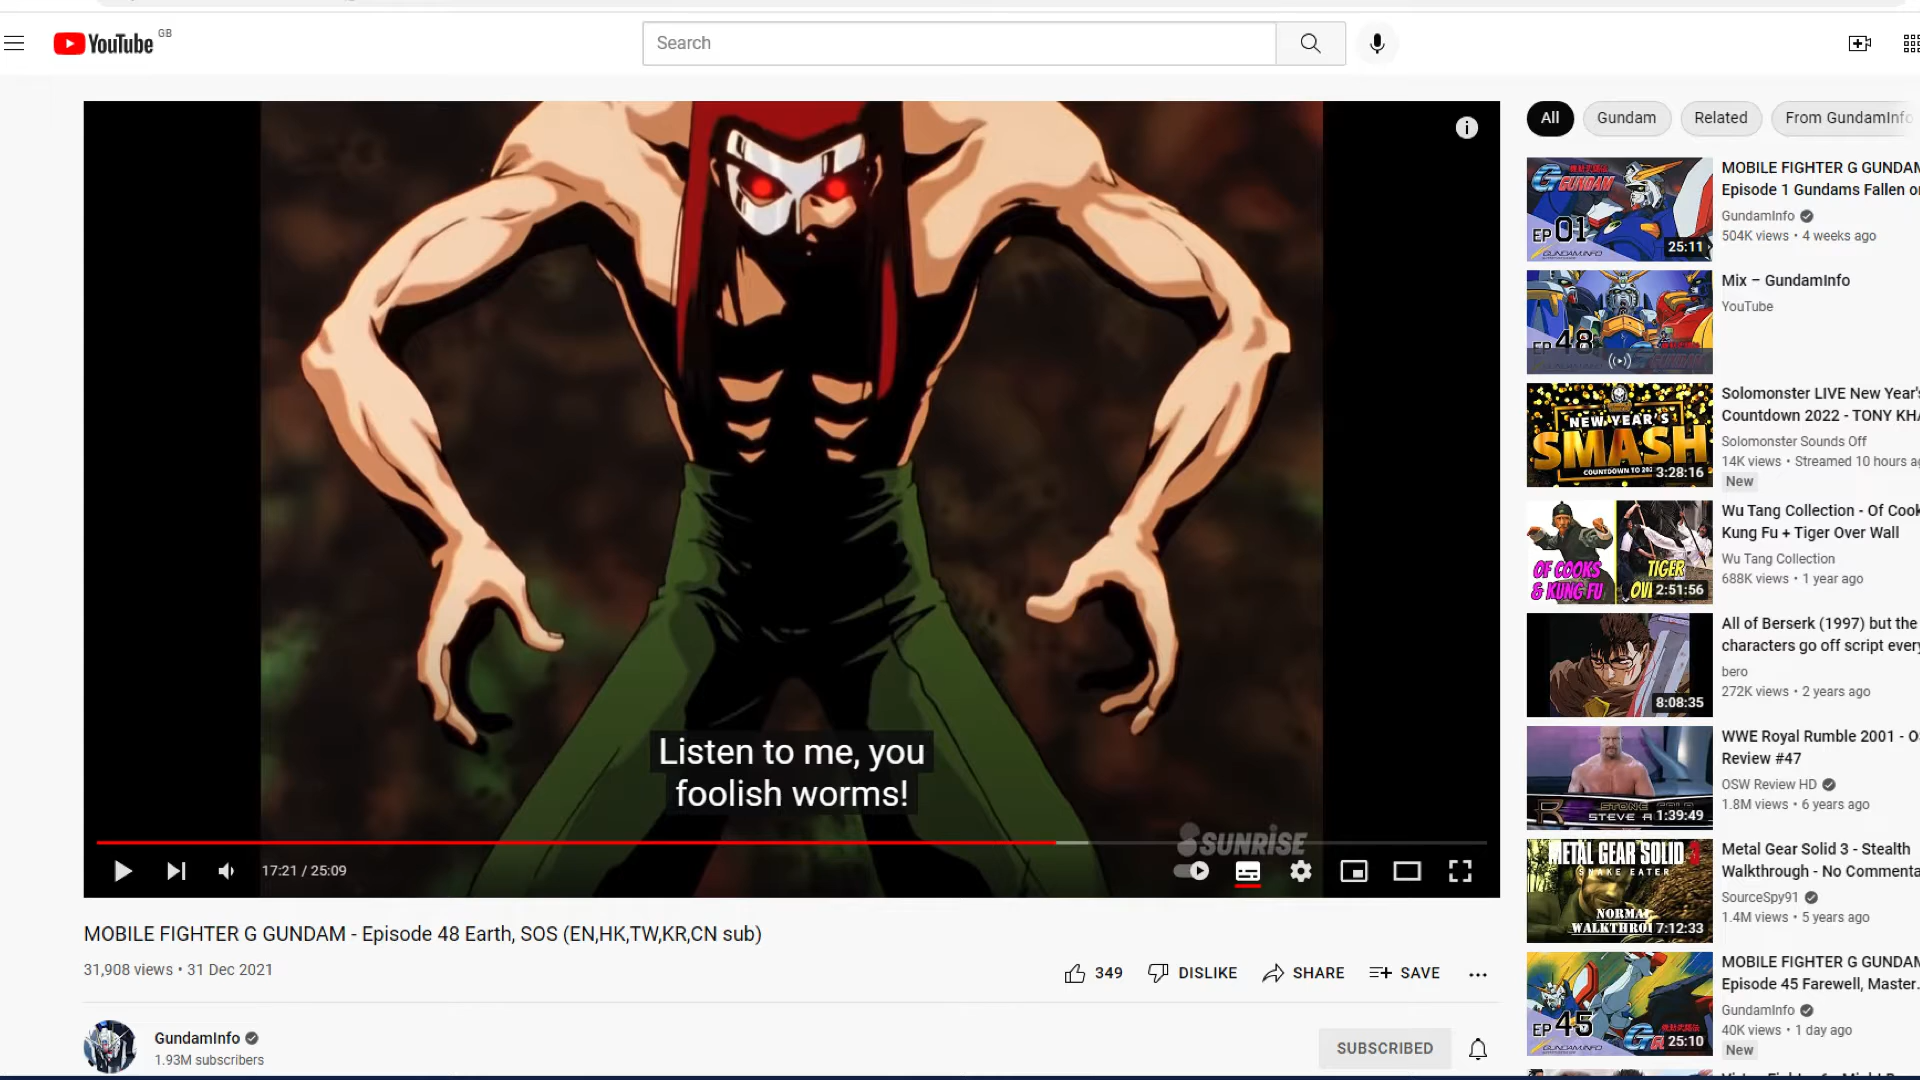 YouTube GB
Search
Listen to me, you
foolish worms!
SUNRISE
17:21 / 25:09
MOBILE FIGHTER G GUNDAM - Episode 48 Earth, SOS (EN,HK,TW,KR,CN sub)
31,908 views • 31 Dec 2021
349 DISLIKE SHARE SAVE
GundamInfo
1.93M subscribers
SUBSCRIBED
All Gundam Related From GundamInfo
G GUNDAM
EP 01
GUNDAM.INFO
25:11
MOBILE FIGHTER G GUNDAM
Episode 1 Gundams Fallen
GundamInfo
504K views • 4 weeks ago
EP 48
Mix – GundamInfo
YouTube
NEW YEAR'S
SMASH
COUNTDOWN TO
3:28:16
Solomonster LIVE New Year's
Countdown 2022 - TONY
Solomonster Sounds Off
14K views • Streamed 10 hours
New
OF COOKS
& KUNG FU
TIGER
2:51:56
Wu Tang Collection - Of
Kung Fu + Tiger Over Wall
Wu Tang Collection
688K views • 1 year ago
8:08:35
All of Berserk (1997) but the
characters go off script
bero
272K views • 2 years ago
STONE COLD
STEVE
1:39:49
WWE Royal Rumble 2001 -
Review #47
OSW Review HD
1.8M views • 6 years ago
METAL GEAR SOLID 3
SNAKE EATER
NORMAL
7:12:33
Metal Gear Solid 3 - Stealth
Walkthrough - No
SourceSpy91
1.4M views • 5 years ago
EP 45
GUNDAM.INFO
25:10
MOBILE FIGHTER G GUNDAM
Episode 45 Farewell, Master
GundamInfo
40K views • 1 day ago
New